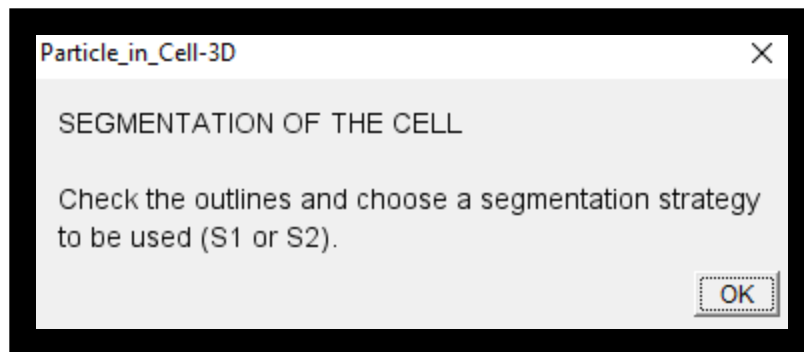 Particle_in_Cell-3D
SEGMENTATION OF THE CELL
Check the outlines and choose a segmentation strategy
to be used (S1 or S2).
OK